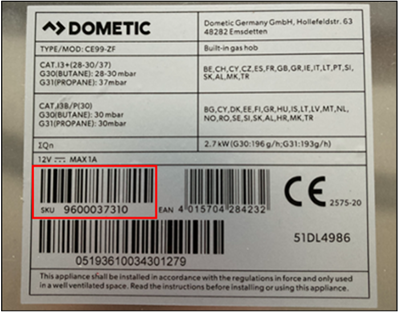 DOMETIC
Dometic Germany GmbH, Hollefeldstr. 63
48282 Emsdetten
TYPE/MOD: CE99-ZF
Built-in gas hob
CAT.I3+(28-30/37)
G30(BUTANE): 28-30 mbar
G31(PROPANE): 37mbar
BE,CH,CY,CZ,ES,FR,GB,GR,IE,IT,LT,PT,SI,
SK,AL,MK,TR
CAT.I3B/P(30)
G30(BUTANE): 30 mbar
G31(PROPANE): 30mbar
BG,CY,DK,EE,FI,GR,HU,IS,LT,LV,MT,NL,
NO,RO,SE,SI,SK,AL,HR,MK,TR
ΣQn
2.7 kW(G30:196 g/h;G31:193g/h)
12V ⎓ MAX1A
SKU 9600037310
EAN 4 015704 284232
CE 2575-20
51DL4986
05193610034301279
This appliance shall be installed in accordance with the regulations in force and only used
in a well ventilated space. Read the instructions before installing or using this appliance.